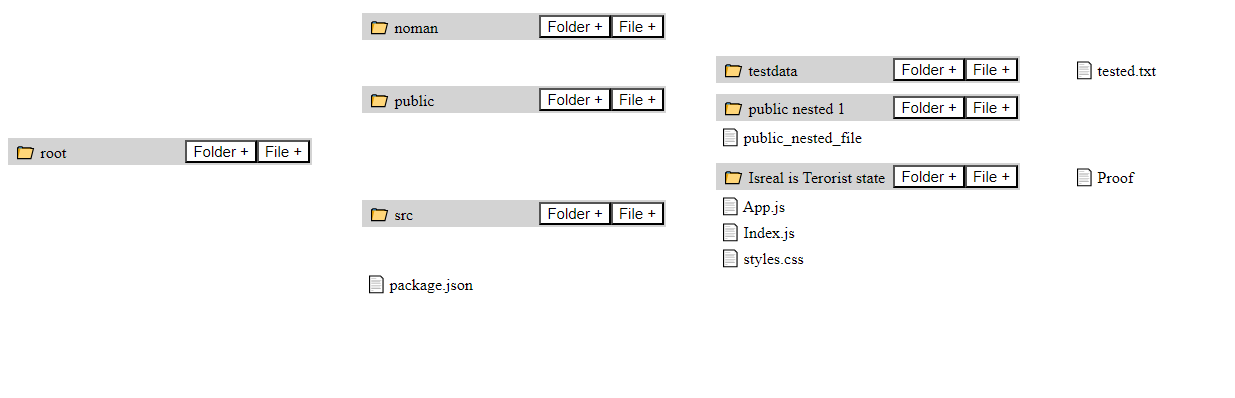 noman Folder + File +
testdata Folder + File + tested.txt
public Folder + File +
public nested 1 Folder + File +
public_nested_file
root Folder + File +
Isreal is Terorist state Folder + File + Proof
App.js
src Folder + File +
Index.js
styles.css
package.json